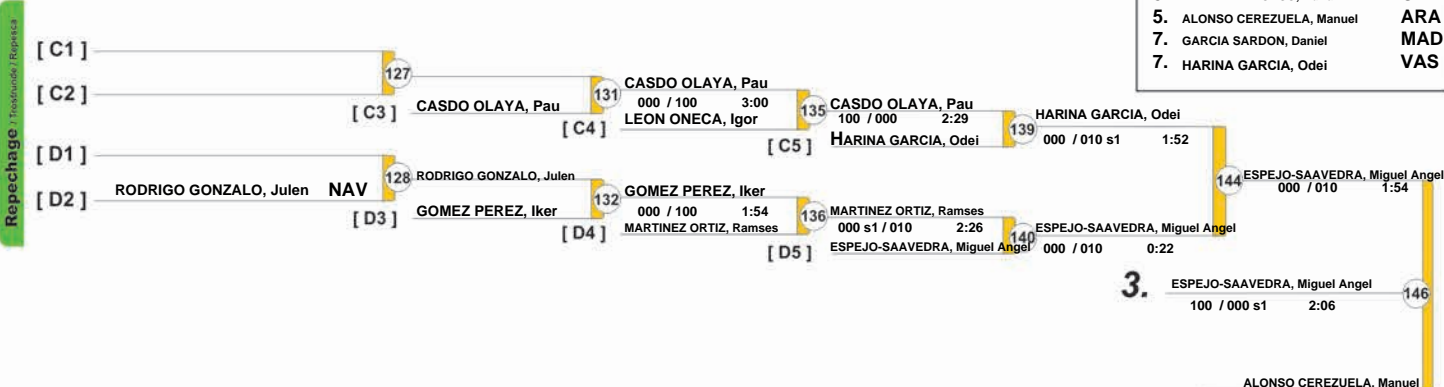 5. ALONSO CEREZUELA, Manuel ARA
7. GARCIA SARDON, Daniel MAD
7. HARINA GARCIA, Odei VAS
Repechage / Trostrunde / Repesca
[ C1 ]
[ C2 ]
127
[ C3 ]
CASDO OLAYA, Pau
131
[ C4 ]
CASDO OLAYA, Pau
000 / 100 3:00
LEON ONECA, Igor
135
[ C5 ]
CASDO OLAYA, Pau
100 / 000 2:29
HARINA GARCIA, Odei
139
HARINA GARCIA, Odei
000 / 010 s1 1:52
[ D1 ]
[ D2 ]
RODRIGO GONZALO, Julen NAV
128
[ D3 ]
RODRIGO GONZALO, Julen
GOMEZ PEREZ, Iker
132
[ D4 ]
GOMEZ PEREZ, Iker
000 / 100 1:54
MARTINEZ ORTIZ, Ramses
136
[ D5 ]
MARTINEZ ORTIZ, Ramses
000 s1 / 010 2:26
ESPEJO-SAAVEDRA, Miguel Angel
140
ESPEJO-SAAVEDRA, Miguel Angel
000 / 010 0:22
144
ESPEJO-SAAVEDRA, Miguel Angel
000 / 010 1:54
3. ESPEJO-SAAVEDRA, Miguel Angel
100 / 000 s1 2:06
146
ALONSO CEREZUELA, Manuel